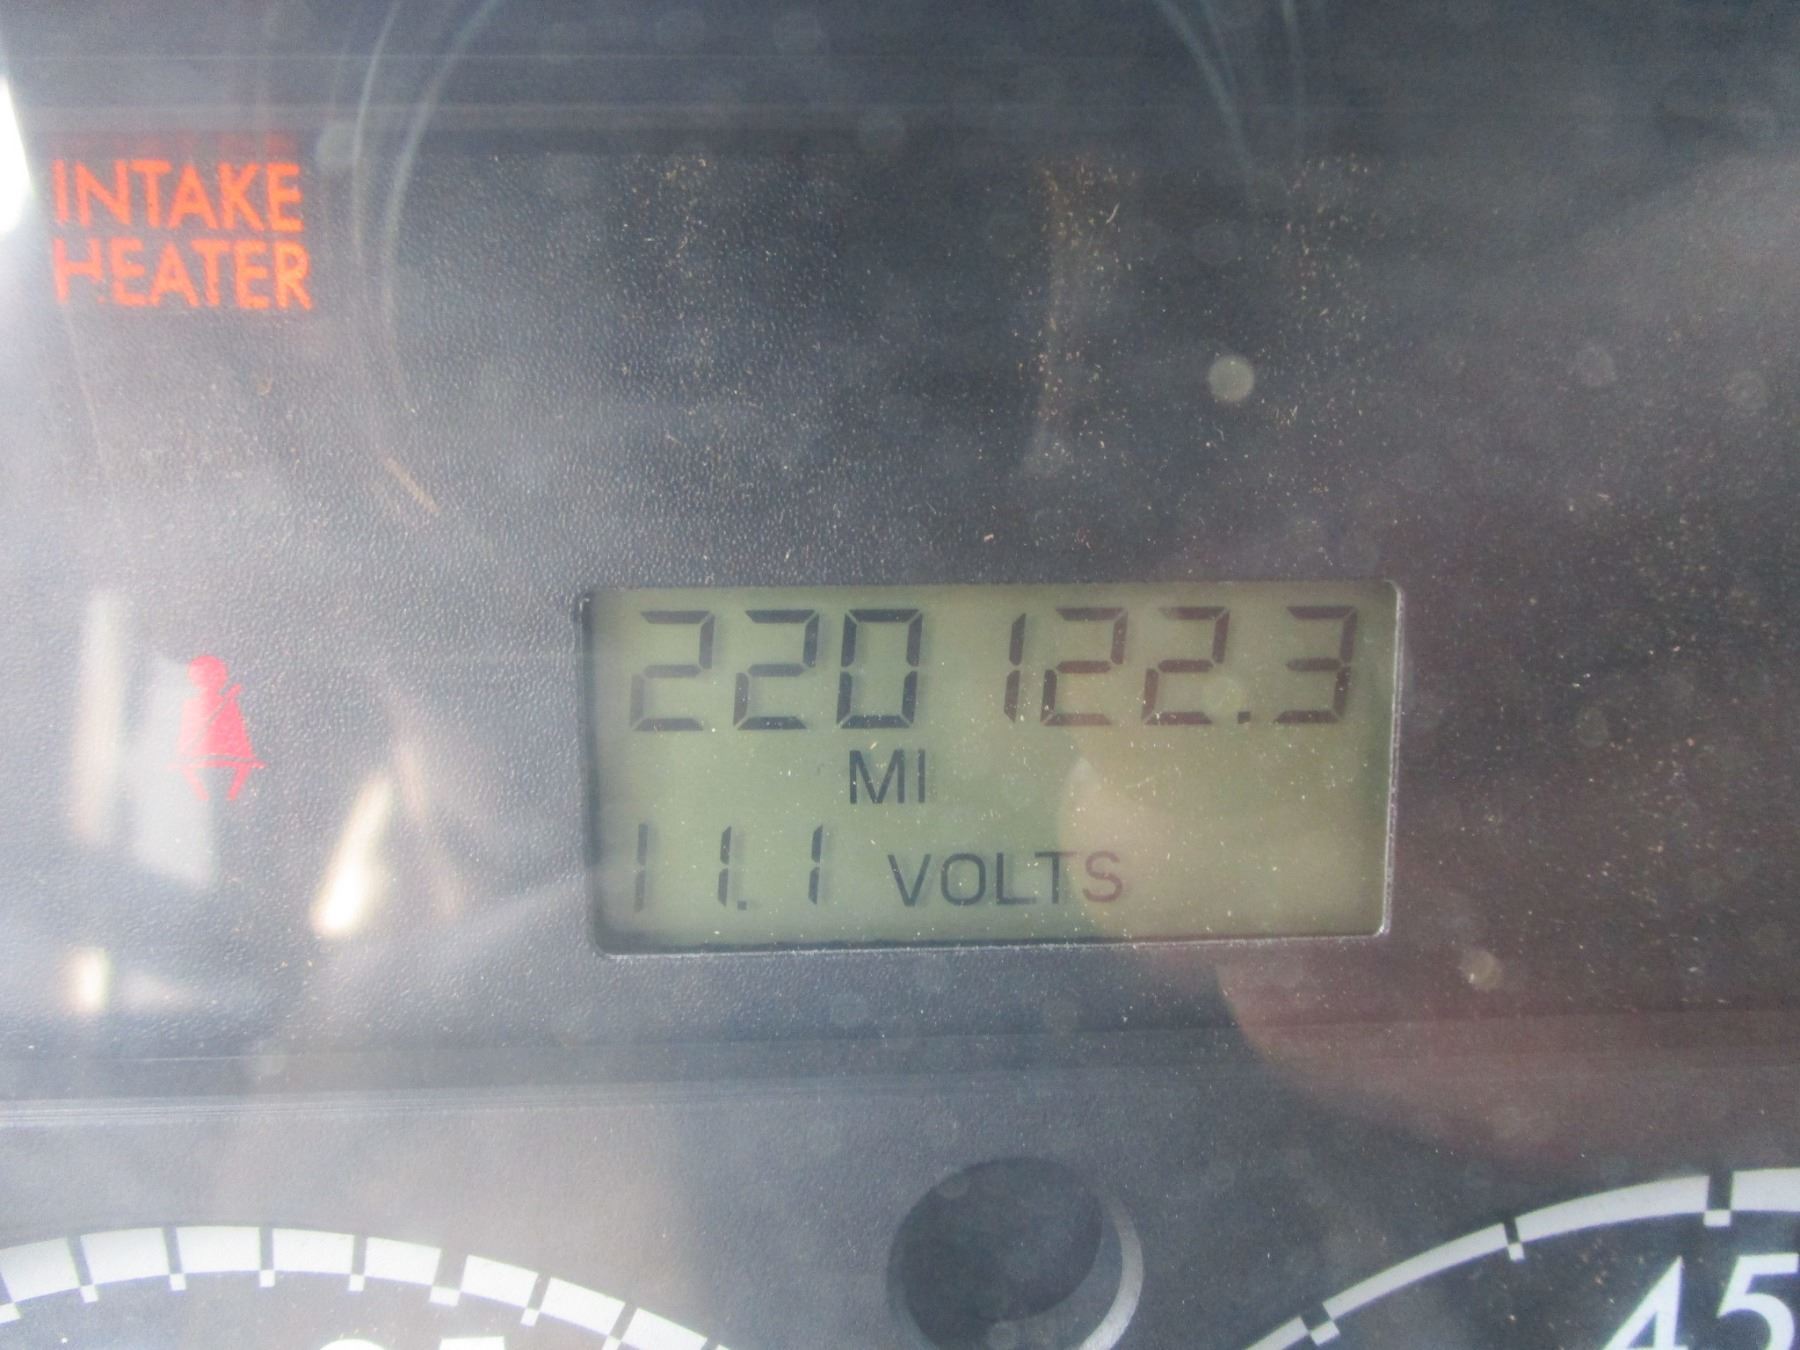 INTAKE
HEATER
220122.3
MI
11.1 VOLTS
45